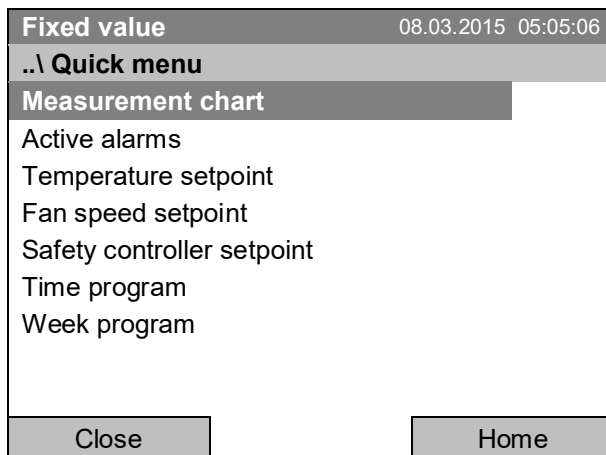 Fixed value 08.03.2015 05:05:06
..\ Quick menu
Measurement chart
Active alarms
Temperature setpoint
Fan speed setpoint
Safety controller setpoint
Time program
Week program
Close Home